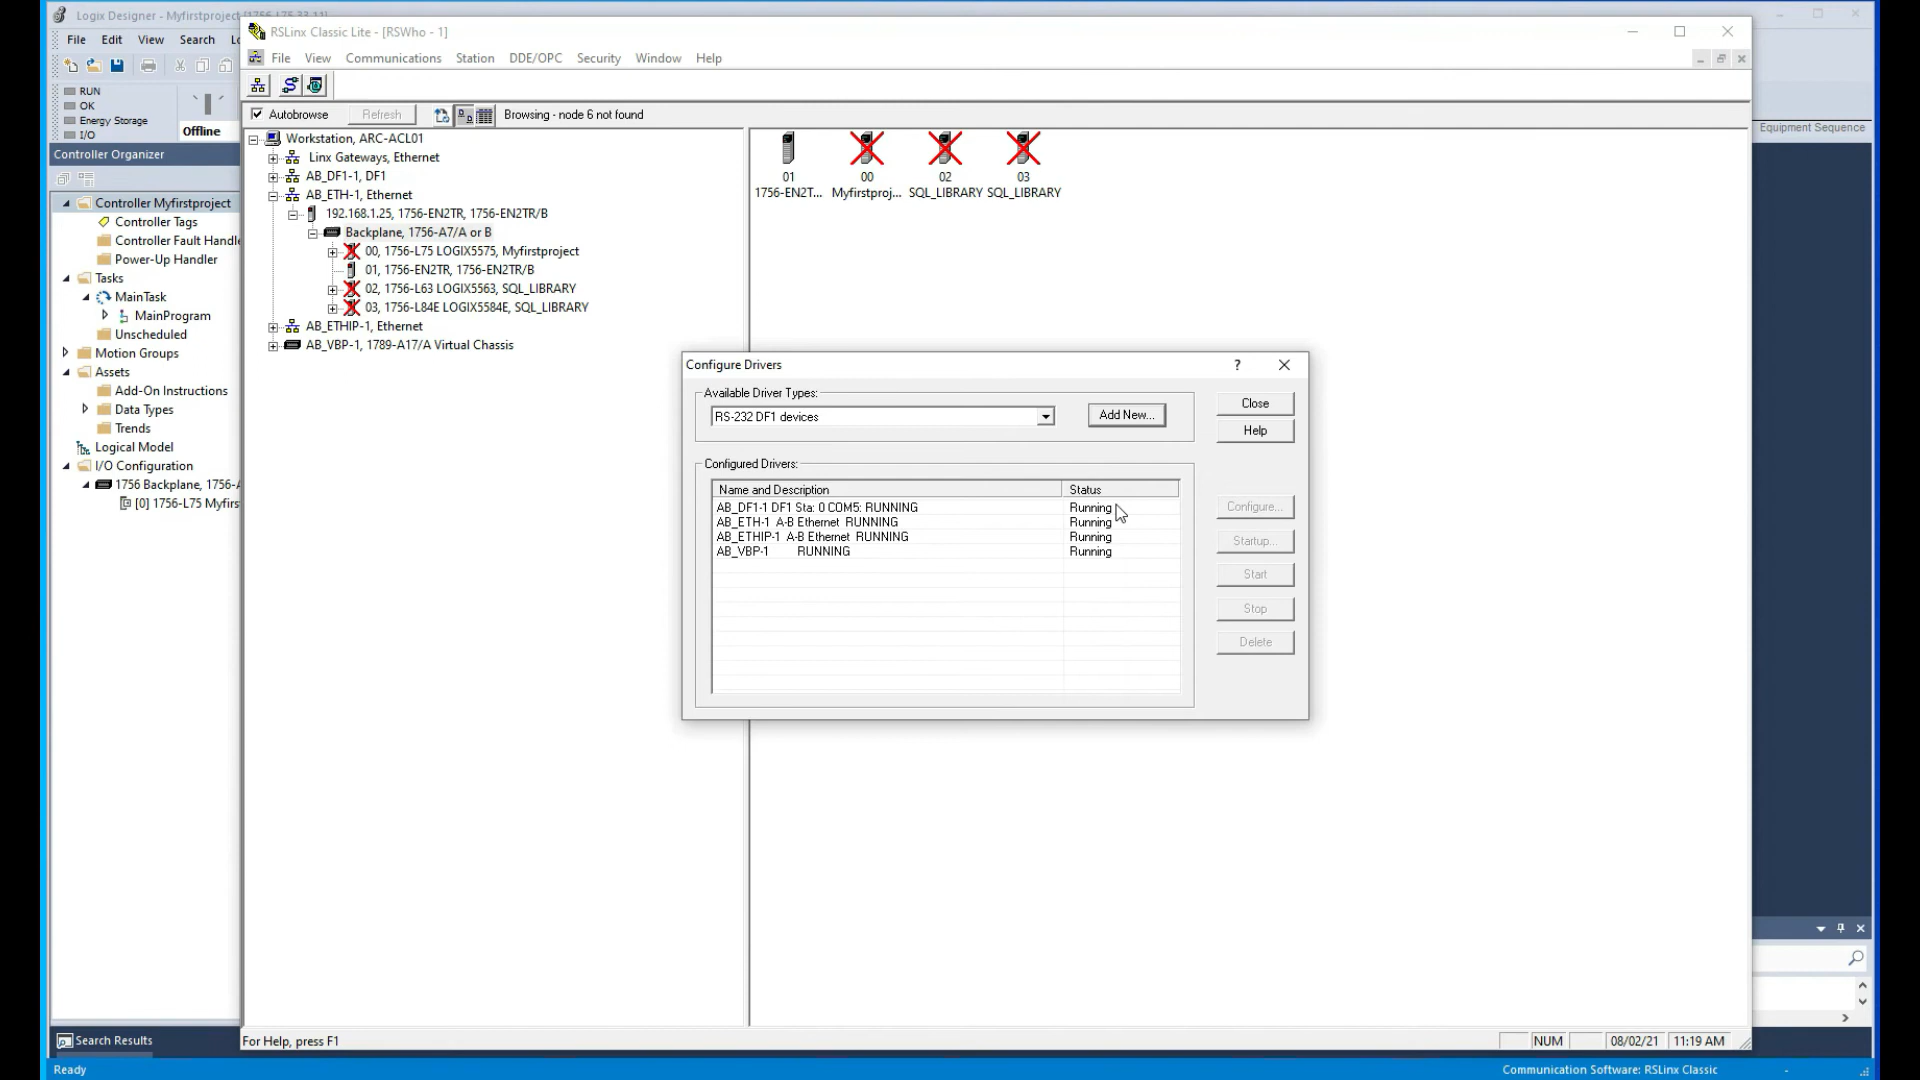 Logix Designer - Myfirstproject [1756-L75 33.11]
File Edit View Search
RUN
OK
Energy Storage
I/O
Offline
Controller Organizer
Controller Myfirstproject
Controller Tags
Controller Fault Handle
Power-Up Handler
Tasks
MainTask
MainProgram
Unscheduled
Motion Groups
Assets
Add-On Instructions
Data Types
Trends
Logical Model
I/O Configuration
1756 Backplane, 1756-A
[0] 1756-L75 Myfirs
Search Results
Ready
RSLinx Classic Lite - [RSWho - 1]
File View Communications Station DDE/OPC Security Window Help
Autobrowse Refresh Browsing - node 6 not found
Workstation, ARC-ACL01
Linx Gateways, Ethernet
AB_DF1-1, DF1
AB_ETH-1, Ethernet
192.168.1.25, 1756-EN2TR, 1756-EN2TR/B
Backplane, 1756-A7/A or B
00, 1756-L75 LOGIX5575, Myfirstproject
01, 1756-EN2TR, 1756-EN2TR/B
02, 1756-L63 LOGIX5563, SQL_LIBRARY
03, 1756-L84E LOGIX5584E, SQL_LIBRARY
AB_ETHIP-1, Ethernet
AB_VBP-1, 1789-A17/A Virtual Chassis
01 00 02 03
1756-EN2T... Myfirstproj... SQL_LIBRARY SQL_LIBRARY
Equipment Sequence
Configure Drivers
?
Available Driver Types:
RS-232 DF1 devices
Add New...
Close
Help
Configured Drivers:
Name and Description Status
AB_DF1-1 DF1 Sta: 0 COM5: RUNNING Running
AB_ETH-1 A-B Ethernet RUNNING Running
AB_ETHIP-1 A-B Ethernet RUNNING Running
AB_VBP-1 RUNNING Running
Configure...
Startup...
Start
Stop
Delete
For Help, press F1
NUM 08/02/21 11:19 AM
Communication Software: RSLinx Classic